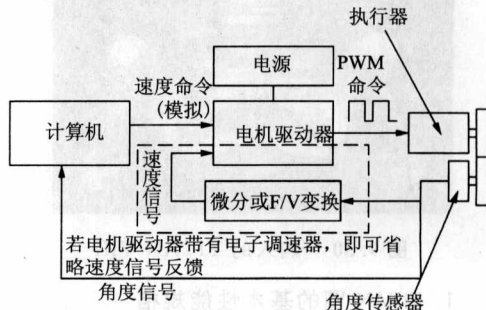 执行器
电源
PWM
命令
速度命令
(模拟)
计算机
电机驱动器
速度信号
微分或F/V变换
若电机驱动器带有电子调速器，即可省
略速度信号反馈
角度信号
角度传感器